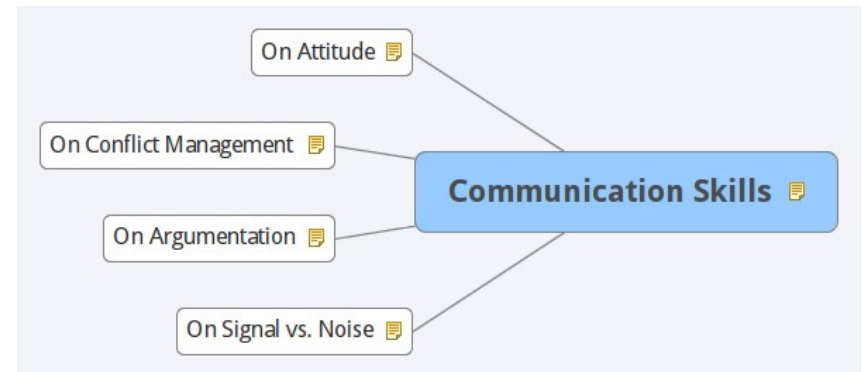 On Attitude
On Conflict Management
Communication Skills
On Argumentation
On Signal vs. Noise